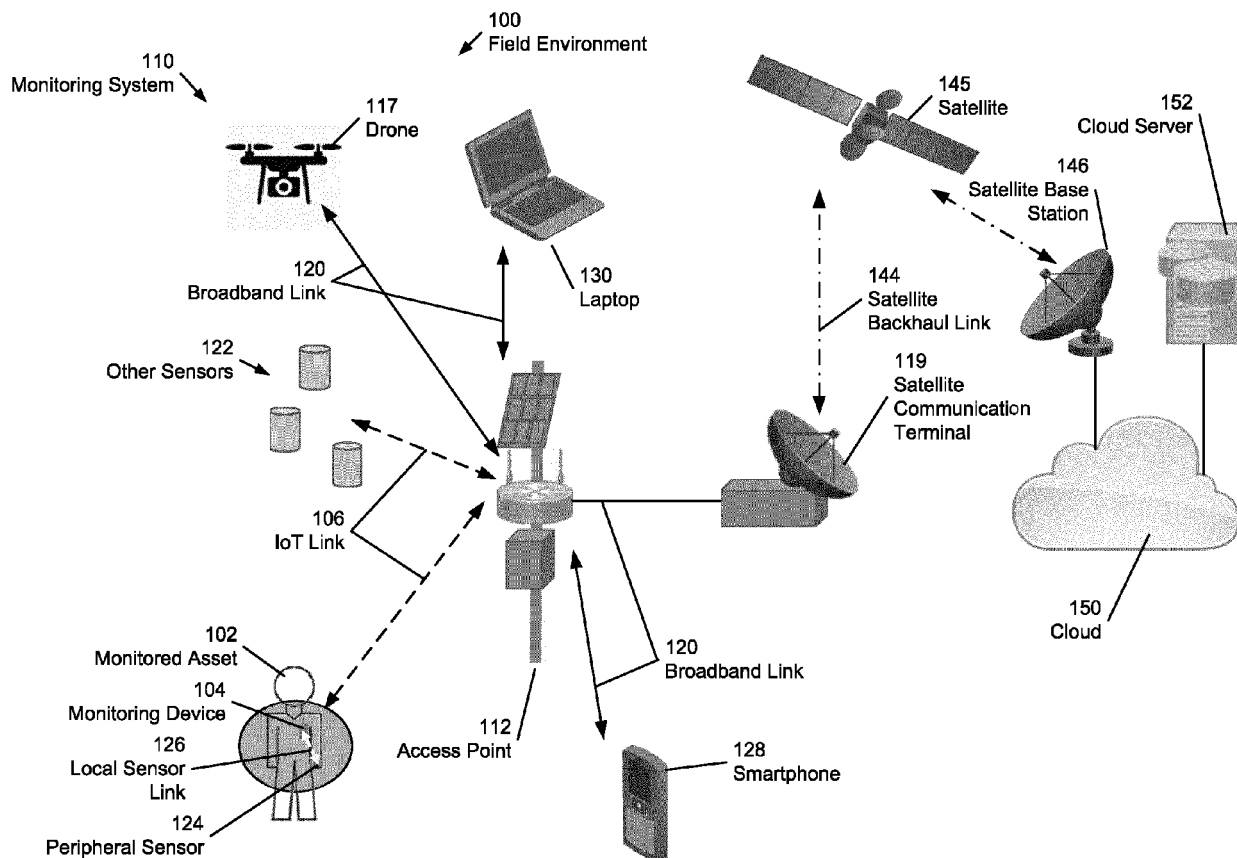 100
Field Environment
110
Monitoring System
117
Drone
145
Satellite
152
Cloud Server
146
Satellite Base
Station
120
Broadband Link
130
Laptop
144
Satellite
Backhaul Link
122
Other Sensors
119
Satellite
Communication
Terminal
106
IoT Link
150
Cloud
102
Monitored Asset
104
Monitoring Device
126
Local Sensor
Link
124
Peripheral Sensor
112
Access Point
120
Broadband Link
128
Smartphone